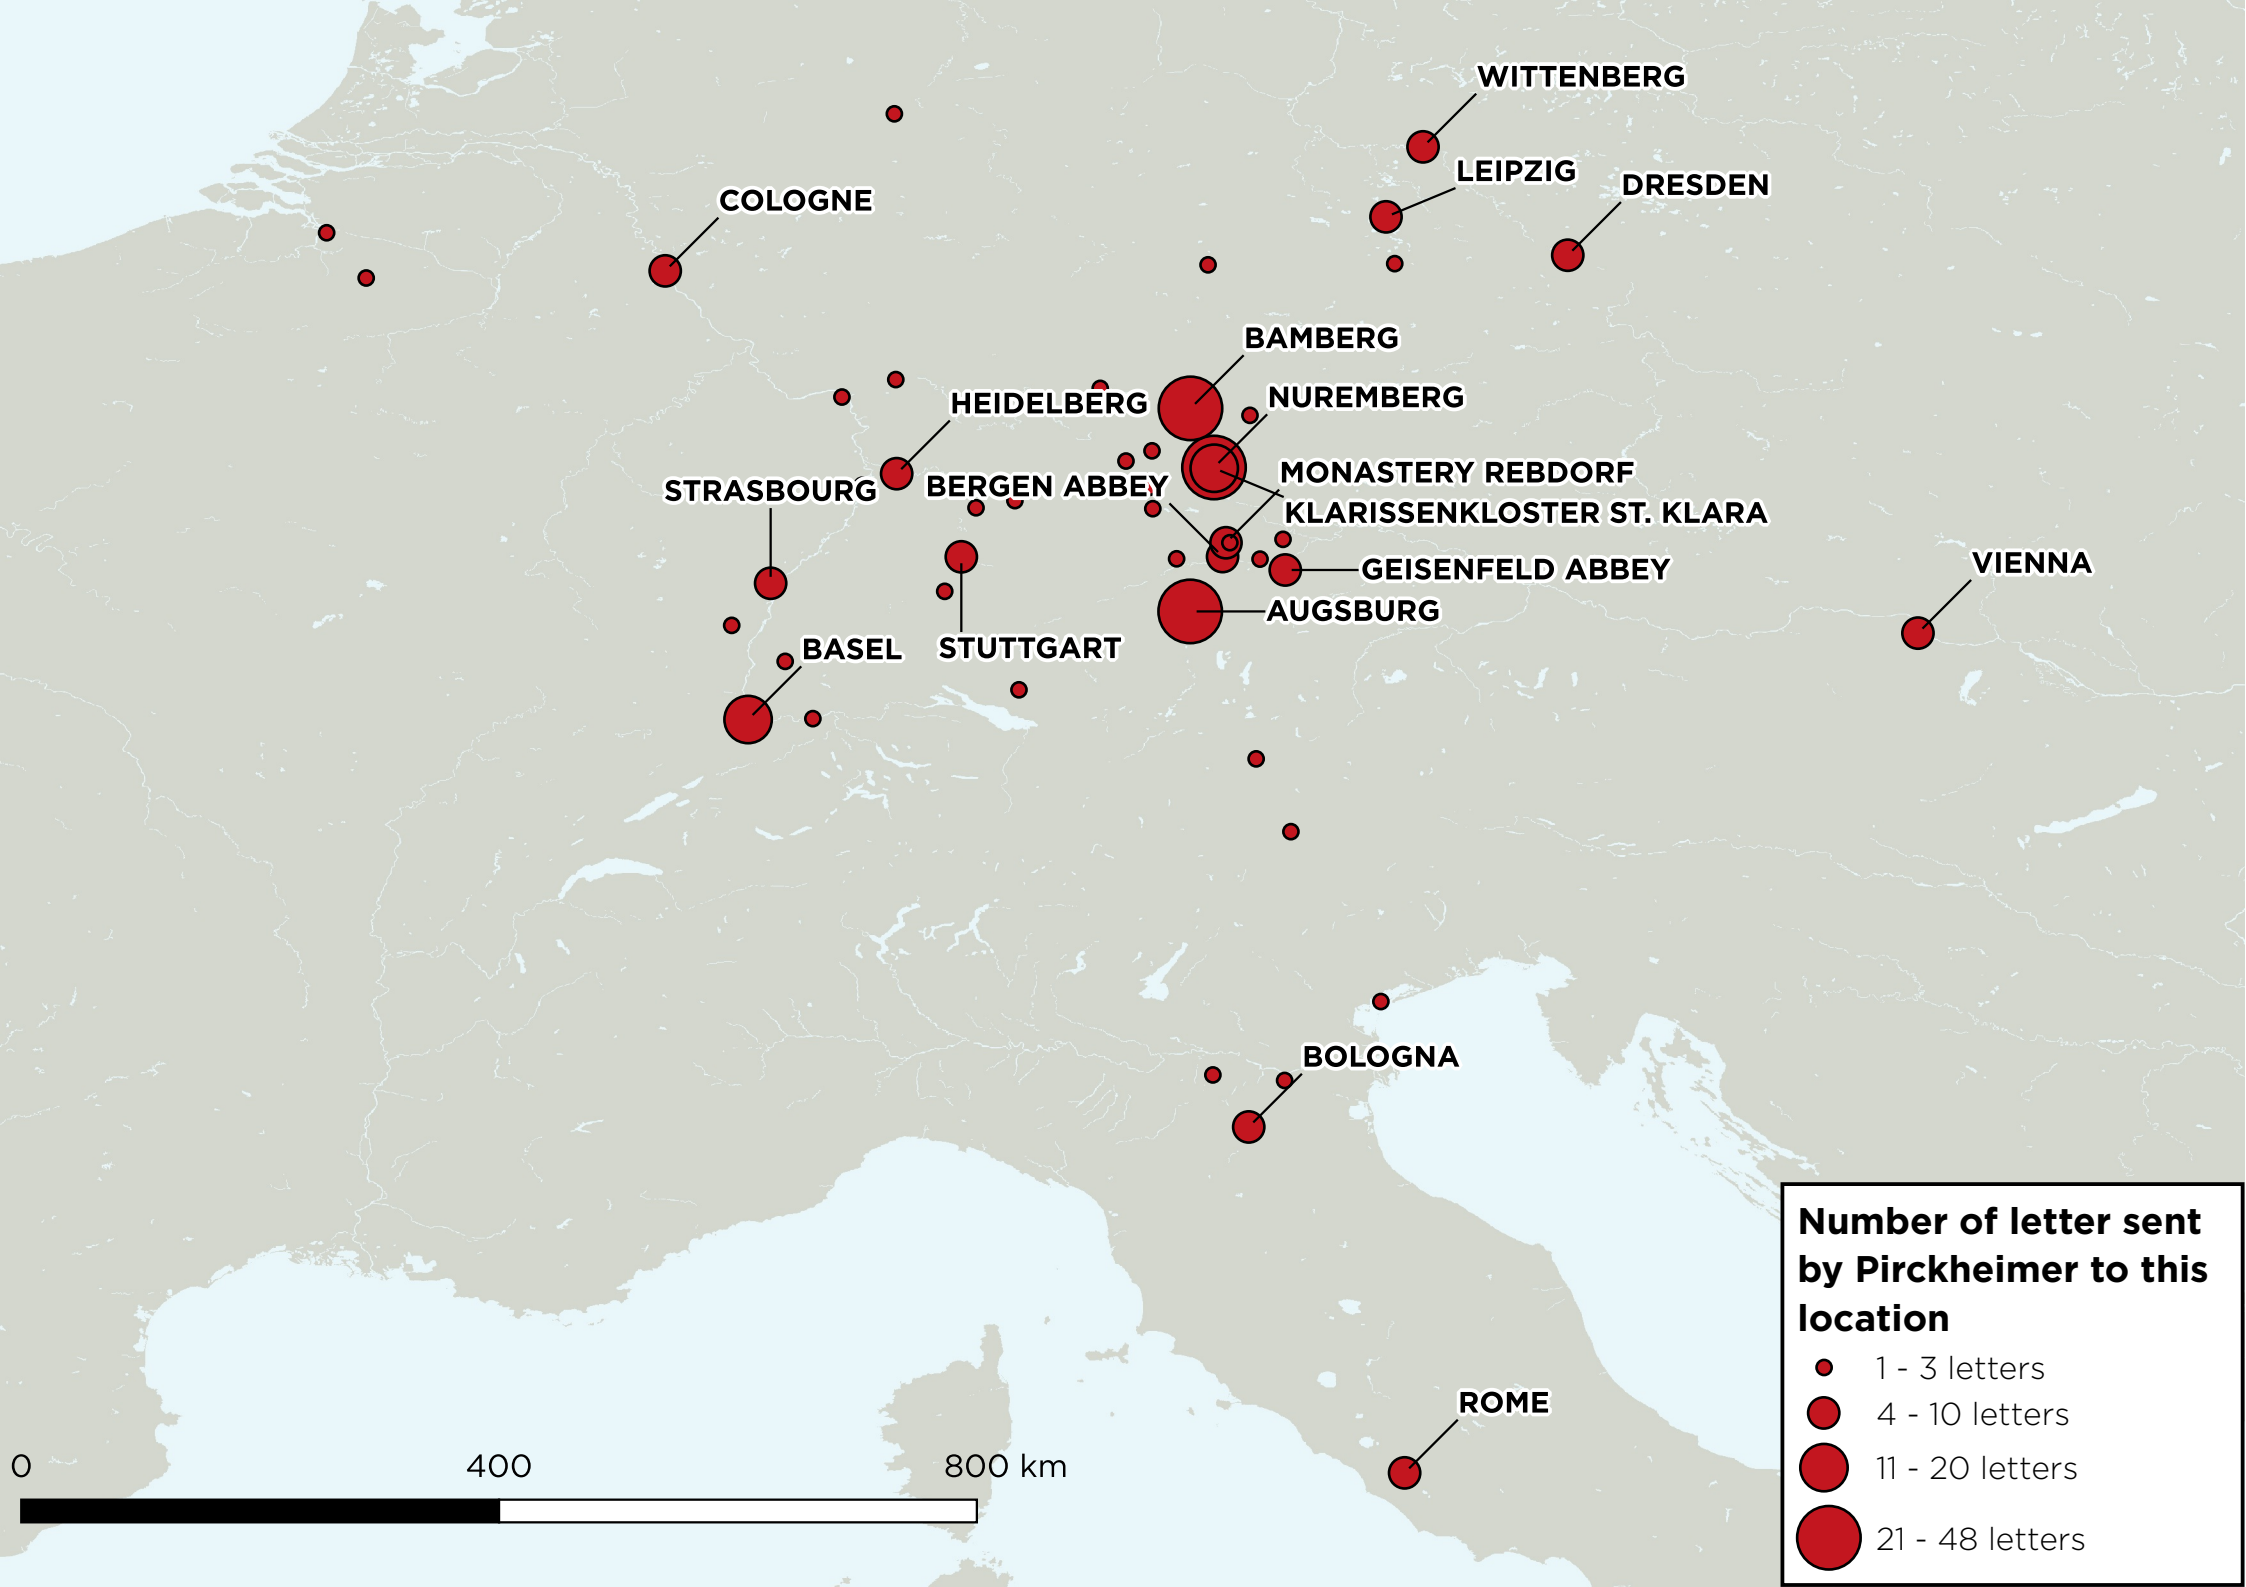 WITTENBERG
LEIPZIG
DRESDEN
COLOGNE
BAMBERG
NUREMBERG
HEIDELBERG
MONASTERY REBDORF
STRASBOURG
BERGEN ABBEY
KLARISSENKLOSTER ST. KLARA
VIENNA
GEISENFELD ABBEY
AUGSBURG
BASEL
STUTTGART
BOLOGNA
ROME
Number of letter sent
by Pirckheimer to this
location
1 - 3 letters
4 - 10 letters
11 - 20 letters
21 - 48 letters
0 400 800 km